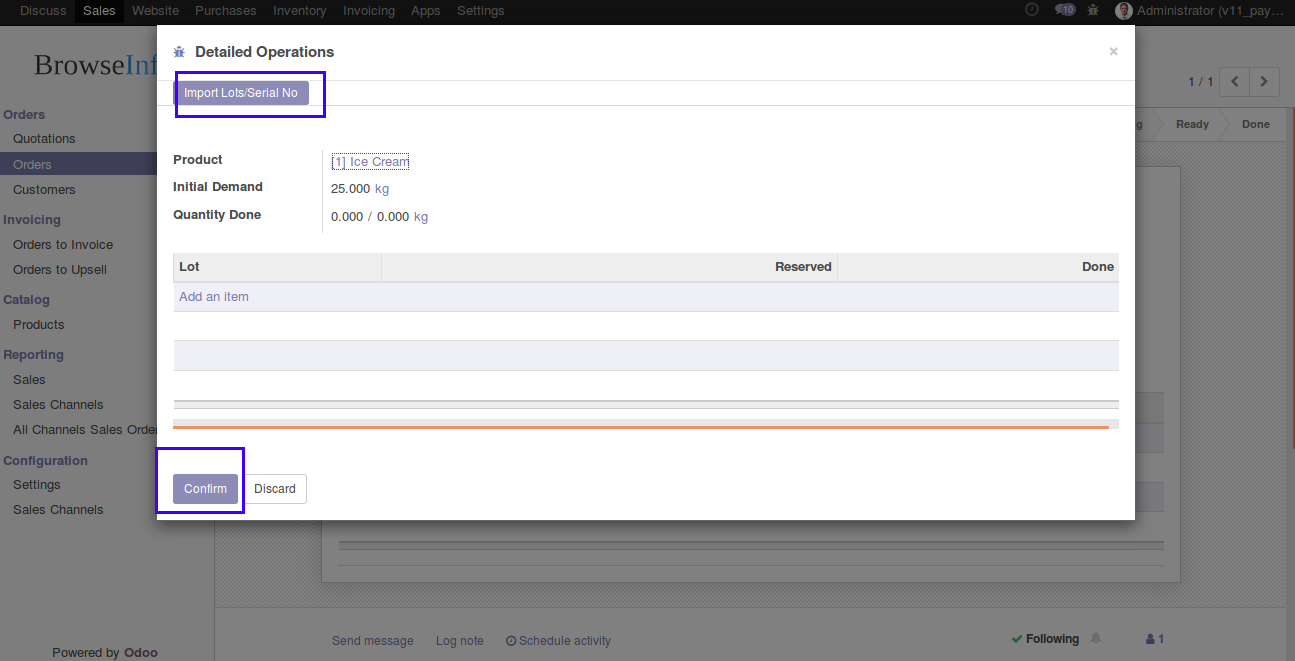 Discuss Sales Website Purchases Inventory Invoicing Apps Settings 10 Administrator (v11_pay...
Detailed Operations ×
BrowseInf
Import Lots/Serial No
1 / 1
Orders
Quotations
Orders
Customers
Invoicing
Orders to Invoice
Orders to Upsell
Catalog
Products
Reporting
Sales
Sales Channels
All Channels Sales Order
Configuration
Settings
Sales Channels
g Ready Done
Product [1] Ice Cream
Initial Demand 25.000 kg
Quantity Done 0.000 / 0.000 kg
Lot Reserved Done
Add an item
Confirm Discard
Send message Log note Schedule activity Following 1
Powered by Odoo